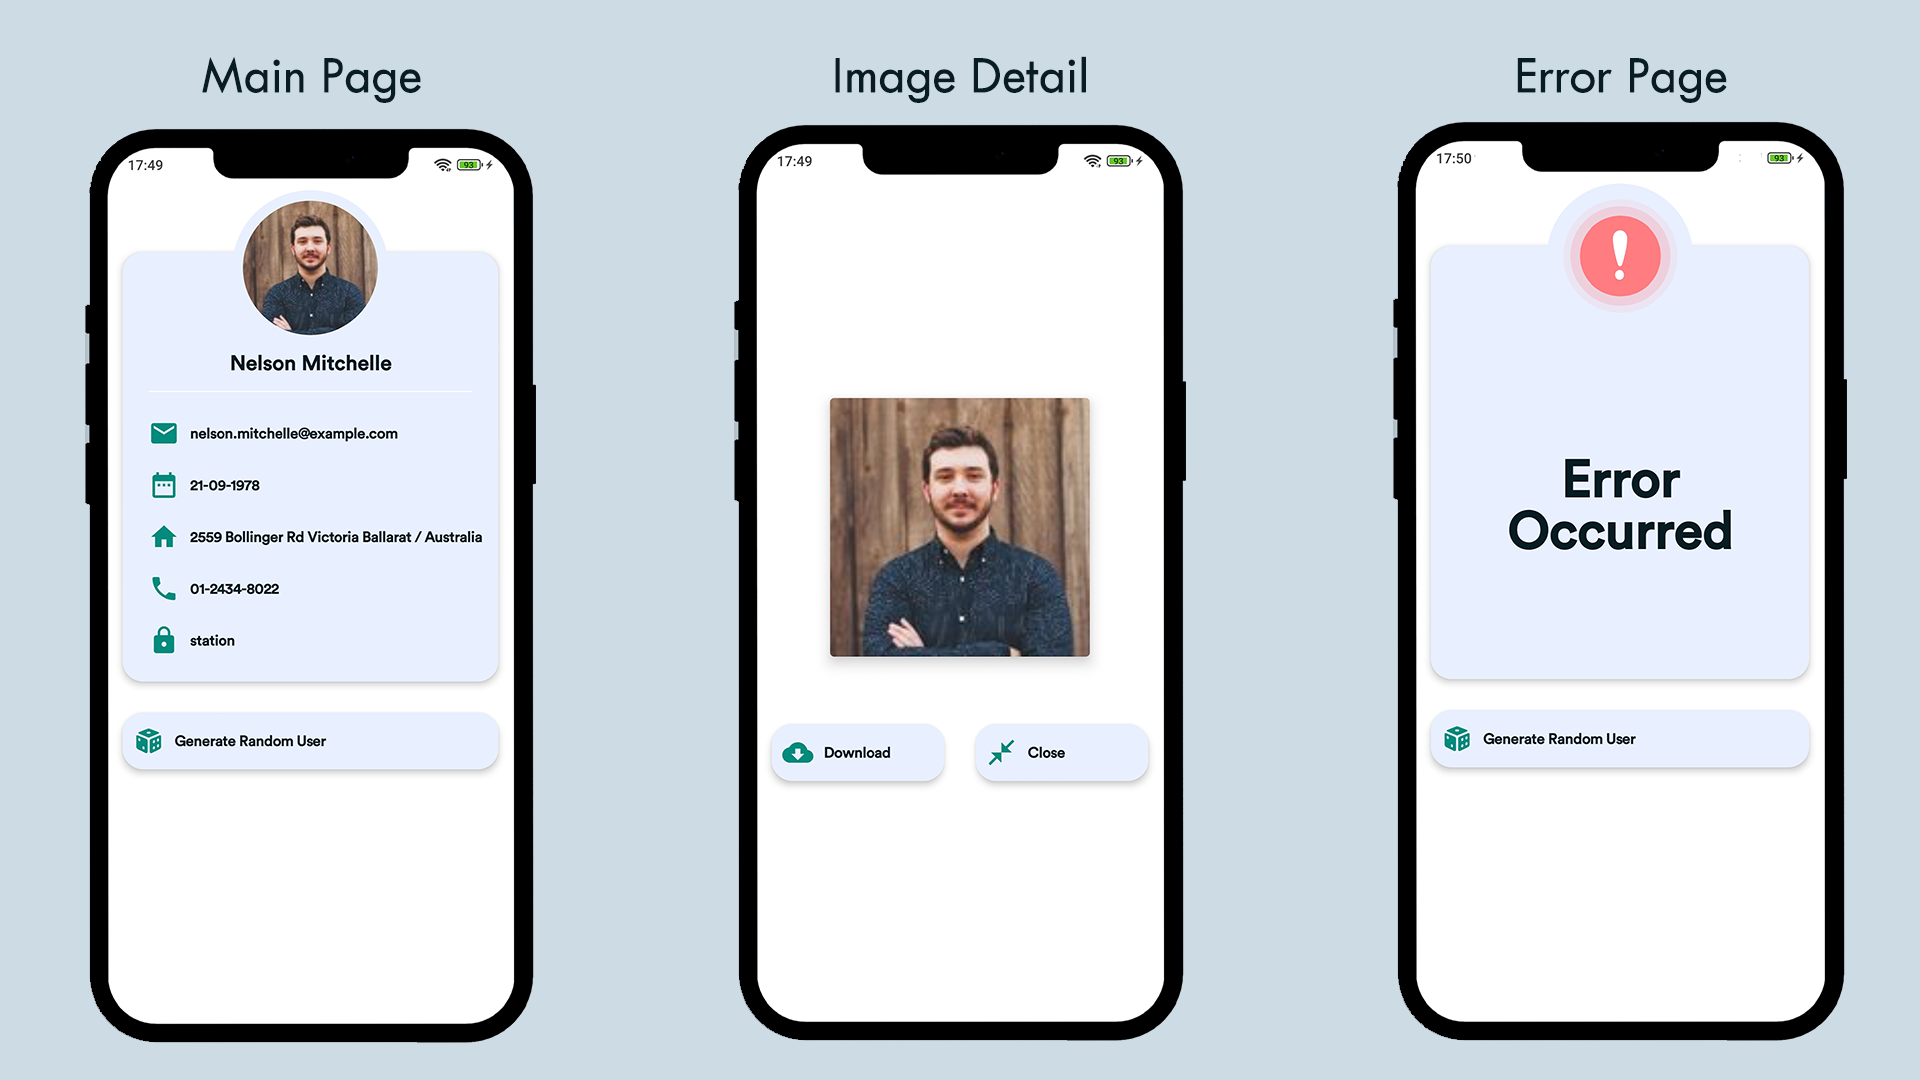 Main Page
Image Detail
Error Page
17:49
93
Nelson Mitchelle
nelson.mitchelle@example.com
21-09-1978
2559 Bollinger Rd Victoria Ballarat / Australia
01-2434-8022
station
Generate Random User
17:49
93
Download
Close
17:50
93
Error
Occurred
Generate Random User